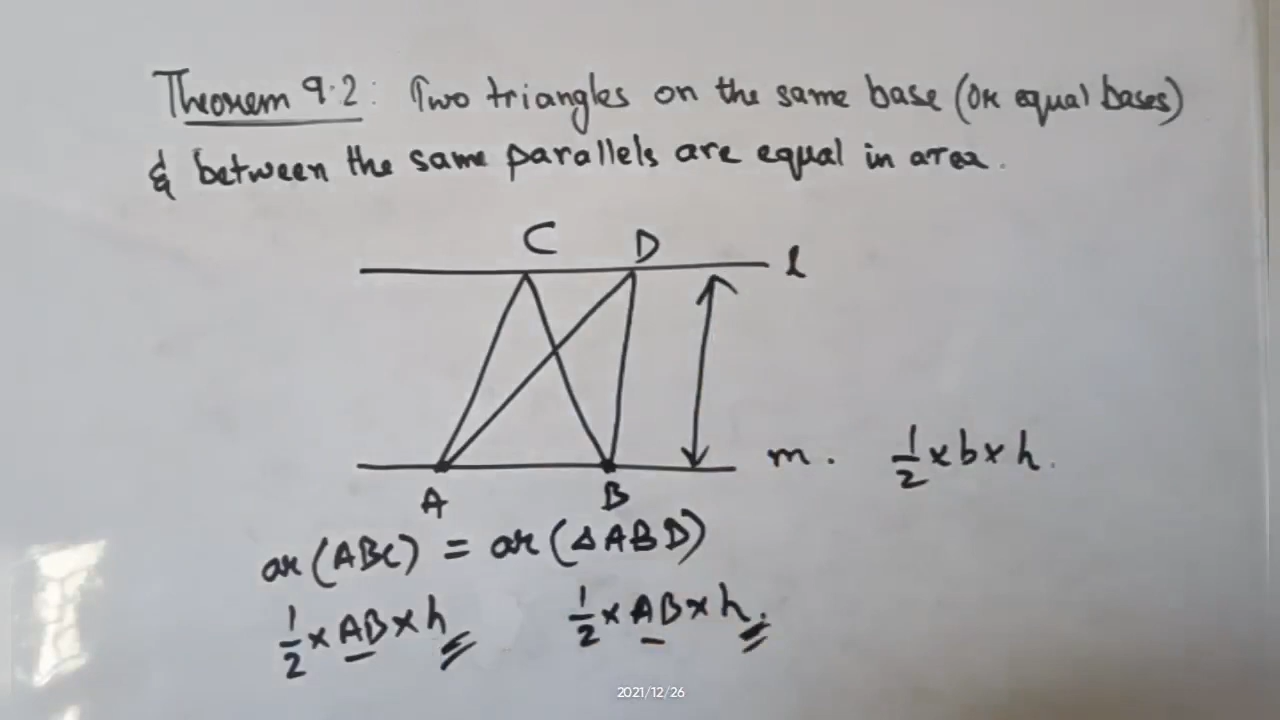 Theorem 9.2: Two triangles on the same base (or equal bases)
& between the same parallels are equal in area.
C D
l
m. 1/2 × b × h.
A B
ar (ABC) = ar (△ABD)
1/2 × AB × h 1/2 × AB × h.
2021/12/26